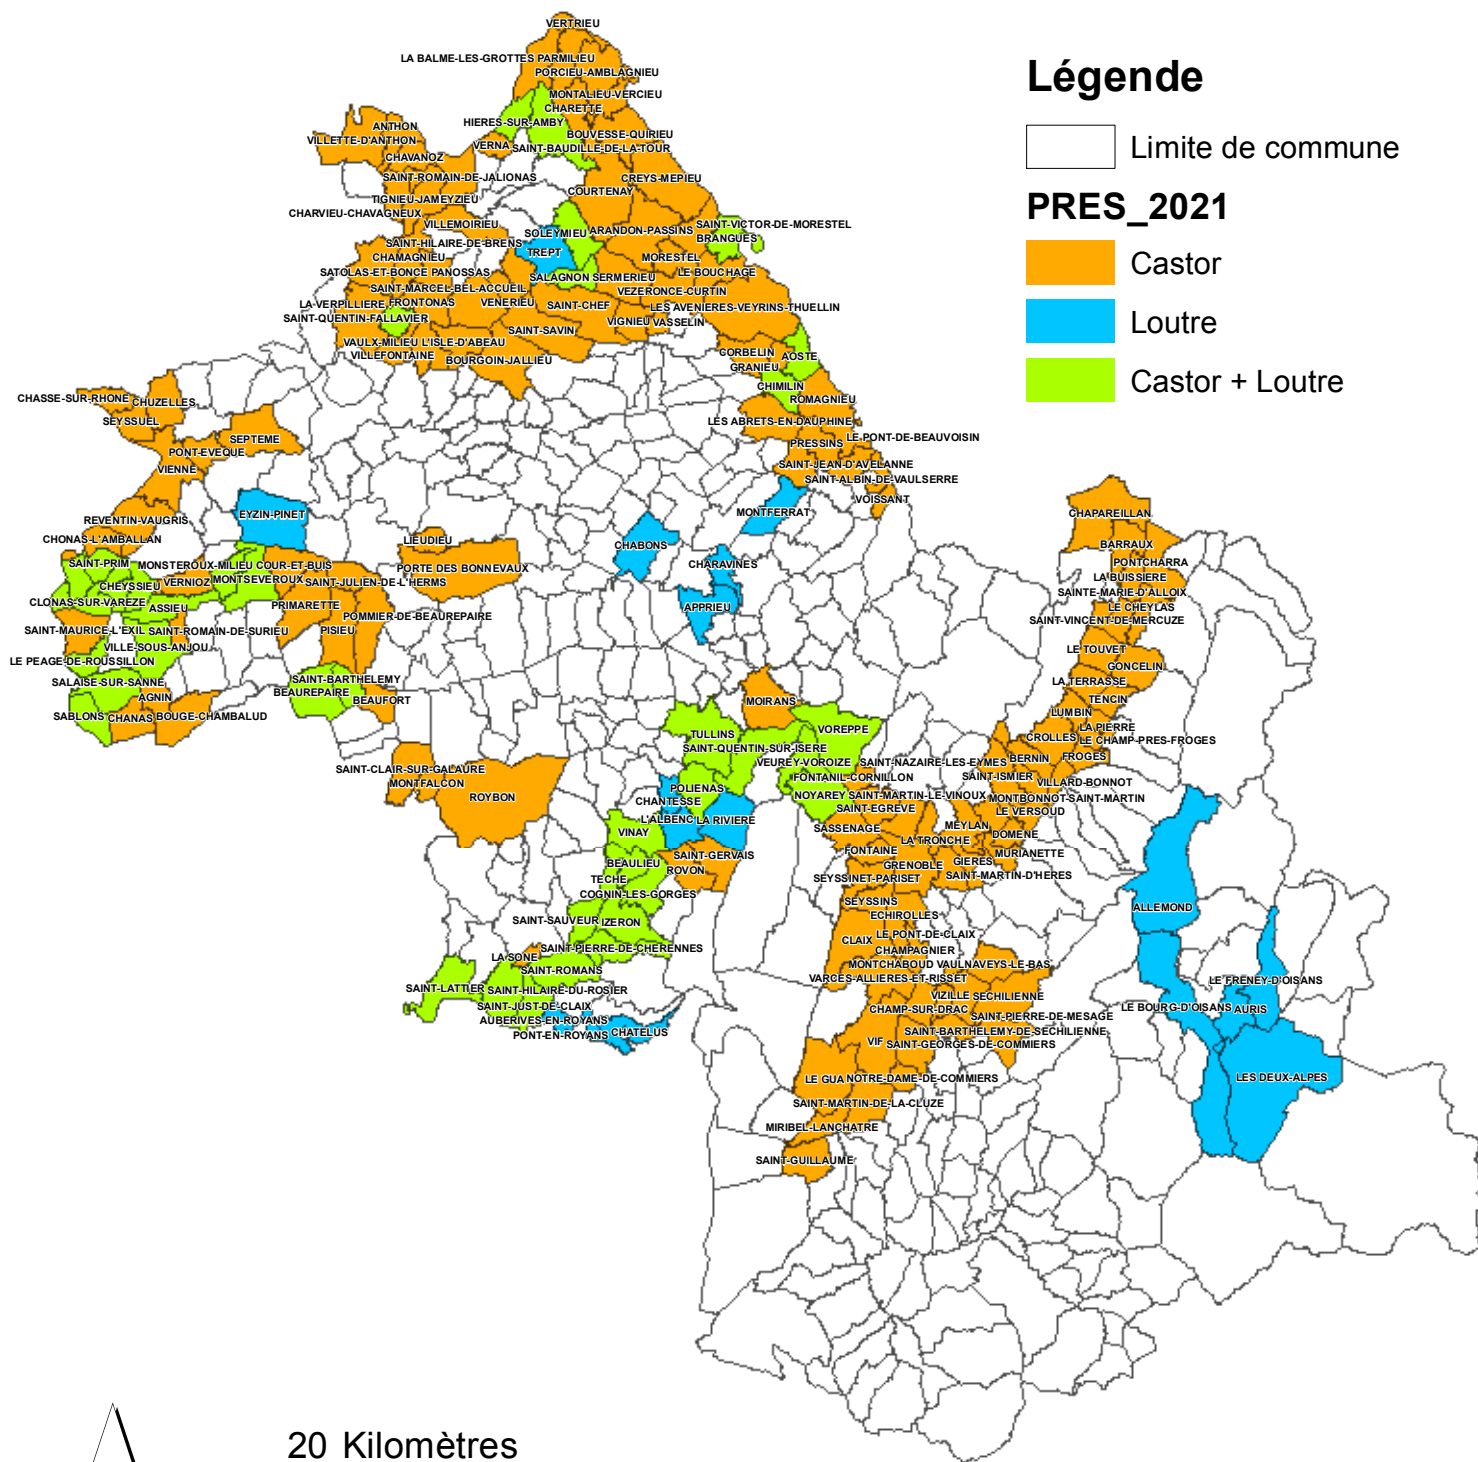 VERTRIEU
LA BALME-LES-GROTTES PARMILIEU
PORCIEU-AMBLAGNIEU
MONTALIEU-VERCIEU
CHARETTE
HIERES-SUR-AMBY
ANTHON
VILLETTE-D'ANTHON
BOUVESSE-QUIRIEU
VERNA
SAINT-BAUDILLE-DE-LA-TOUR
CHAVANOZ
SAINT-ROMAIN-DE-JALIONAS
CREYS-MEPIEU
COURTENAY
TIGNIEU-JAMEYZIEU
CHARVIEU-CHAVAGNEUX
VILLEMOIRIEU
SAINT-VICTOR-DE-MORESTEL
SOLEYMIEU ARANDON-PASSINS
BRANGUES
SAINT-HILAIRE-DE-BRENS
TREPT
CHAMAGNIEU
MORESTEL
SATOLAS-ET-BONCE PANOSSAS
LE BOUCHAGE
SALAGNON SERMERIEU
SAINT-MARCEL-BEL-ACCUEIL
VEZERONCE-CURTIN
LA-VERPILLIERE FRONTONAS
VENERIEU
SAINT-CHEF
LES AVENIERES-VEYRINS-THUELLIN
SAINT-QUENTIN-FALLAVIER
VIGNIEU VASSELIN
SAINT-SAVIN
VAULX-MILIEU L'ISLE-D'ABEAU
VILLEFONTAINE
BOURGOIN-JALLIEU
CORBELIN
AOSTE
GRANIEU
CHIMILIN
ROMAGNIEU
CHASSE-SUR-RHONE
CHUZELLES
SEYSSUEL
LES ABRETS-EN-DAUPHINE
SEPTEME
PONT-EVEQUE
VIENNE
LE PONT-DE-BEAUVOISIN
PRESSINS
SAINT-JEAN-D'AVELANNE
SAINT-ALBIN-DE-VAULSERRE
VOISSANT
MONTFERRAT
EYZIN-PINET
REVENTIN-VAUGRIS
CHONAS-L'AMBALLAN
LIEUDIEU
CHABONS
CHAPAREILLAN
BARRAUX
SAINT-PRIM
MONSTEROUX-MILIEU COUR-ET-BUIS
PORTE DES BONNEVAUX
CHARAVINES
PONTCHARRA
CHEYSSIEU
VERNIOZ
MONTSEVEROUX
SAINT-JULIEN-DE-L'HERMS
LA BUISSIERE
CLONAS-SUR-VAREZE
ASSIEU
PRIMARETTE
APPRIEU
SAINTE-MARIE-D'ALLOIX
LE CHEYLAS
POMMIER-DE-BEAUREPAIRE
SAINT-VINCENT-DE-MERCUZE
SAINT-MAURICE-L'EXIL
SAINT-ROMAIN-DE-SURIEU
PISIEU
VILLE-SOUS-ANJOU
LE TOUVET
LE PEAGE-DE-ROUSSILLON
GONCELIN
SALAISE-SUR-SANNE
SAINT-BARTHELEMY
LA TERRASSE
BEAUREPAIRE
AGNIN
BEAUFORT
MOIRANS
TENCIN
LUMBIN
SABLONS
CHANAS
BOUGE-CHAMBALUD
VOREPPE
LA PIERRE
TULLINS
CROLLES
LE CHAMP-PRES-FROGES
SAINT-QUENTIN-SUR-ISERE
BERNIN
FROGES
VEUREY-VOROIZE
SAINT-NAZAIRE-LES-EYMES
SAINT-CLAIR-SUR-GALAURE
SAINT-ISMIER
FONTANIL-CORNILLON
MONTFALCON
VILLARD-BONNOT
POLIENAS
NOYAREY
SAINT-MARTIN-LE-VINOUX
MONTBONNOT-SAINT-MARTIN
ROYBON
CHANTESSE
SAINT-EGREVE
LE VERSOUD
L'ALBENC
LA RIVIERE
SASSENAGE
MEYLAN
VINAY
LA TRONCHE
DOMENE
FONTAINE
MURIANETTE
SAINT-GERVAIS
BEAULIEU
ROVON
GRENOBLE
GIERES
TECHE
SEYSSINET-PARISET
SAINT-MARTIN-D'HERES
COGNIN-LES-GORGES
SEYSSINS
ALLEMOND
SAINT-SAUVEUR
IZERON
ECHIROLLES
LE PONT-DE-CLAIX
CLAIX
SAINT-PIERRE-DE-CHERENNES
CHAMPAGNIER
LA SONE
MONTCHABOUD VAULNAVEYS-LE-BAS
SAINT-ROMANS
VARCES-ALLIERES-ET-RISSET
LE FRENEY-D'OISANS
SAINT-LATTIER
SAINT-HILAIRE-DU-ROSIER
VIZILLE
SECHILIENNE
SAINT-JUST-DE-CLAIX
CHAMP-SUR-DRAC
LE BOURG-D'OISANS
AURIS
AUBERIVES-EN-ROYANS
SAINT-PIERRE-DE-MESAGE
PONT-EN-ROYANS
CHATELUS
SAINT-BARTHELEMY-DE-SECHILIENNE
VIF
SAINT-GEORGES-DE-COMMIERS
LE GUA
NOTRE-DAME-DE-COMMIERS
LES DEUX-ALPES
SAINT-MARTIN-DE-LA-CLUZE
MIRIBEL-LANCHATRE
SAINT-GUILLAUME
Légende
Limite de commune
PRES_2021
Castor
Loutre
Castor + Loutre
20 Kilomètres